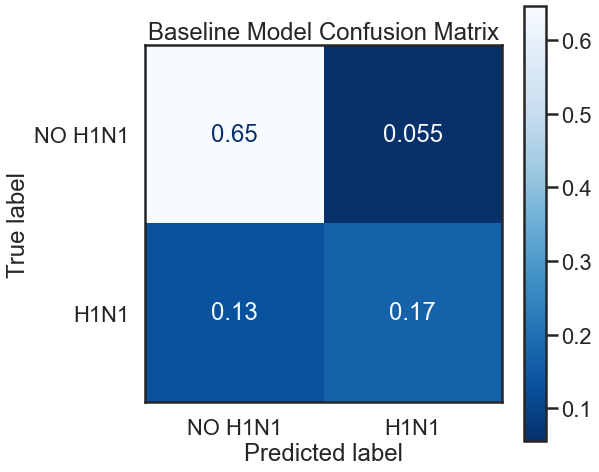 Baseline Model Confusion Matrix
True label
NO H1N1
0.65
0.055
H1N1
0.13
0.17
NO H1N1
H1N1
Predicted label
0.6
0.5
0.4
0.3
0.2
0.1